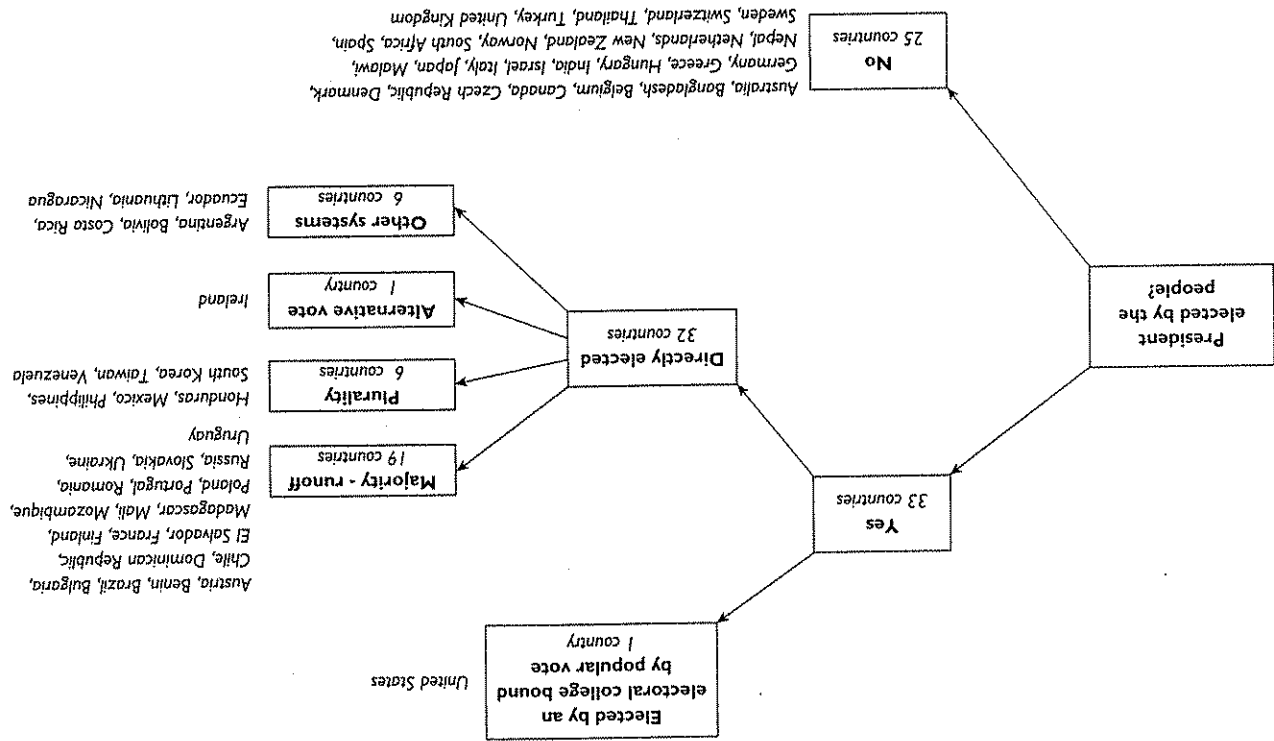 Elected by an
electoral college bound
by popular vote
1 country
United States
Yes
33 countries
President
elected by the
people?
Directly elected
32 countries
Majority - runoff
19 countries
Austria, Benin, Brazil, Bulgaria,
Chile, Dominican Republic,
El Salvador, France, Finland,
Madagascar, Mali, Mozambique,
Poland, Portugal, Romania,
Russia, Slovakia, Ukraine,
Uruguay
Plurality
6 countries
Honduras, Mexico, Philippines,
South Korea, Taiwan, Venezuela
Alternative vote
1 country
Ireland
Other systems
6 countries
Argentina, Bolivia, Costa Rica,
Ecuador, Lithuania, Nicaragua
No
25 countries
Australia, Bangladesh, Belgium, Canada, Czech Republic, Denmark,
Germany, Greece, Hungary, India, Israel, Italy, Japan, Malawi,
Nepal, Netherlands, New Zealand, Norway, South Africa, Spain,
Sweden, Switzerland, Thailand, Turkey, United Kingdom